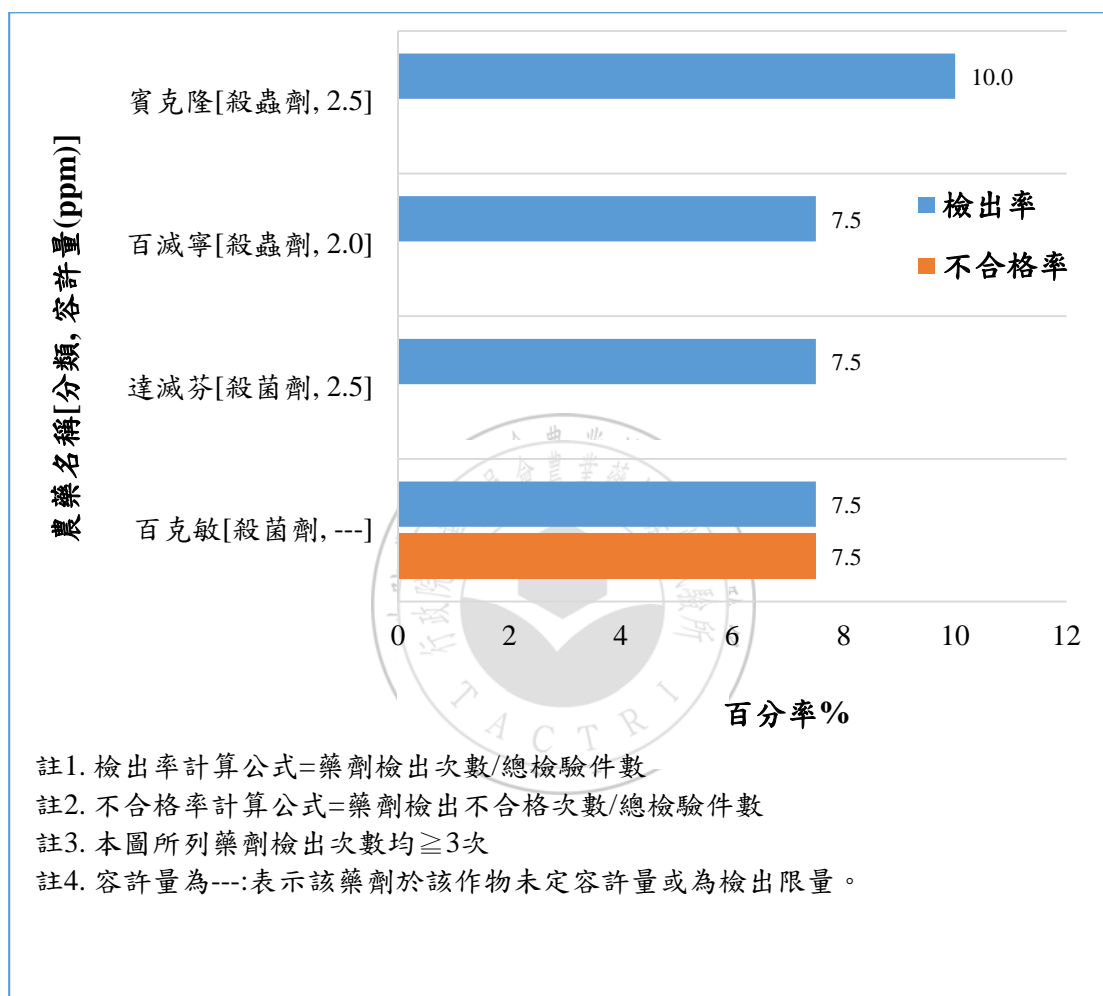 農藥名稱[分類, 容許量(ppm)]
賓克隆[殺蟲劑, 2.5]
10.0
百滅寧[殺蟲劑, 2.0]
7.5
檢出率
不合格率
達滅芬[殺菌劑, 2.5]
7.5
百克敏[殺菌劑, ---]
7.5
7.5
0 2 4 6 8 10 12
百分率%
TACTRI
註1. 檢出率計算公式=藥劑檢出次數/總檢驗件數
註2. 不合格率計算公式=藥劑檢出不合格次數/總檢驗件數
註3. 本圖所列藥劑檢出次數均≧3次
註4. 容許量為---:表示該藥劑於該作物未定容許量或為檢出限量。